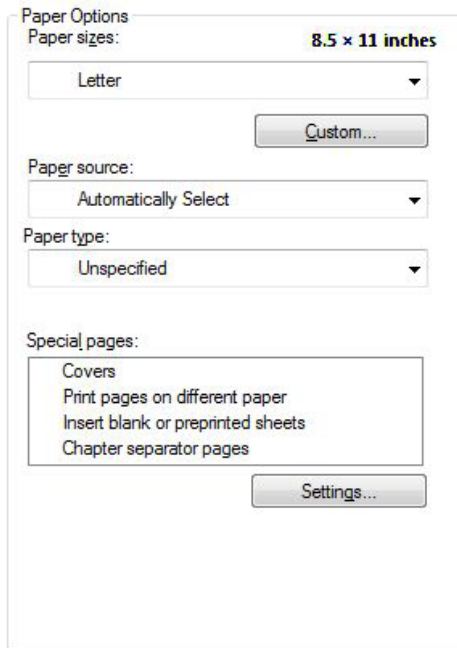 Paper Options
Paper sizes: 8.5 × 11 inches
Letter
Custom...
Paper source:
Automatically Select
Paper type:
Unspecified
Special pages:
Covers
Print pages on different paper
Insert blank or preprinted sheets
Chapter separator pages
Settings...